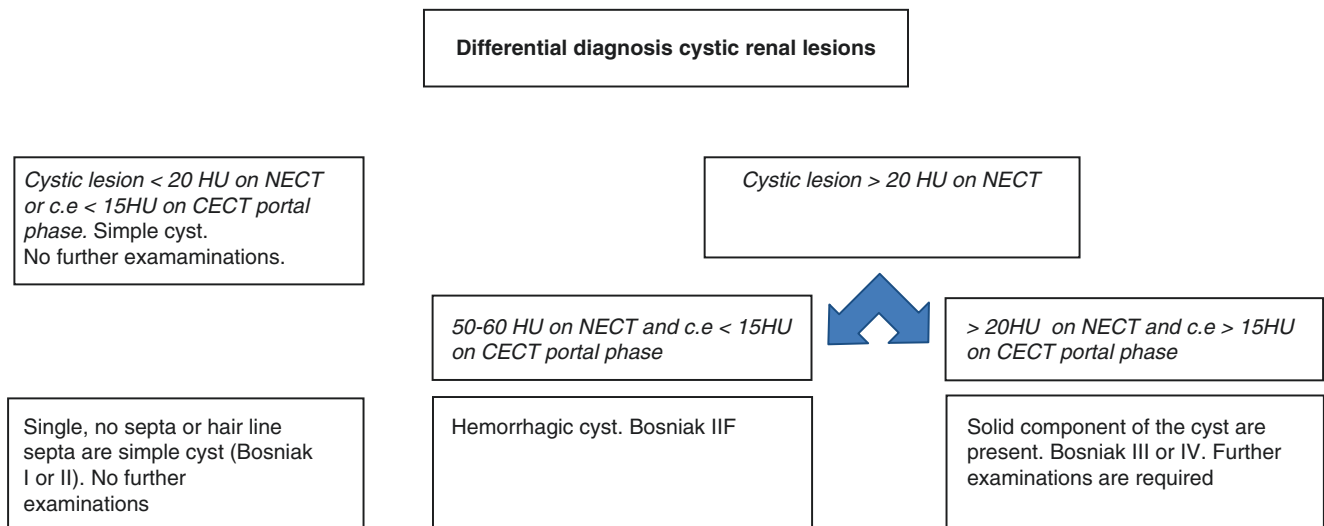 Differential diagnosis cystic renal lesions
Cystic lesion < 20 HU on NECT
or c.e < 15HU on CECT portal
phase. Simple cyst.
No further examaminations.
Cystic lesion > 20 HU on NECT
50-60 HU on NECT and c.e < 15HU
on CECT portal phase
> 20HU on NECT and c.e > 15HU
on CECT portal phase
Single, no septa or hair line
septa are simple cyst (Bosniak
I or II). No further
examinations
Hemorrhagic cyst. Bosniak IIF
Solid component of the cyst are
present. Bosniak III or IV. Further
examinations are required